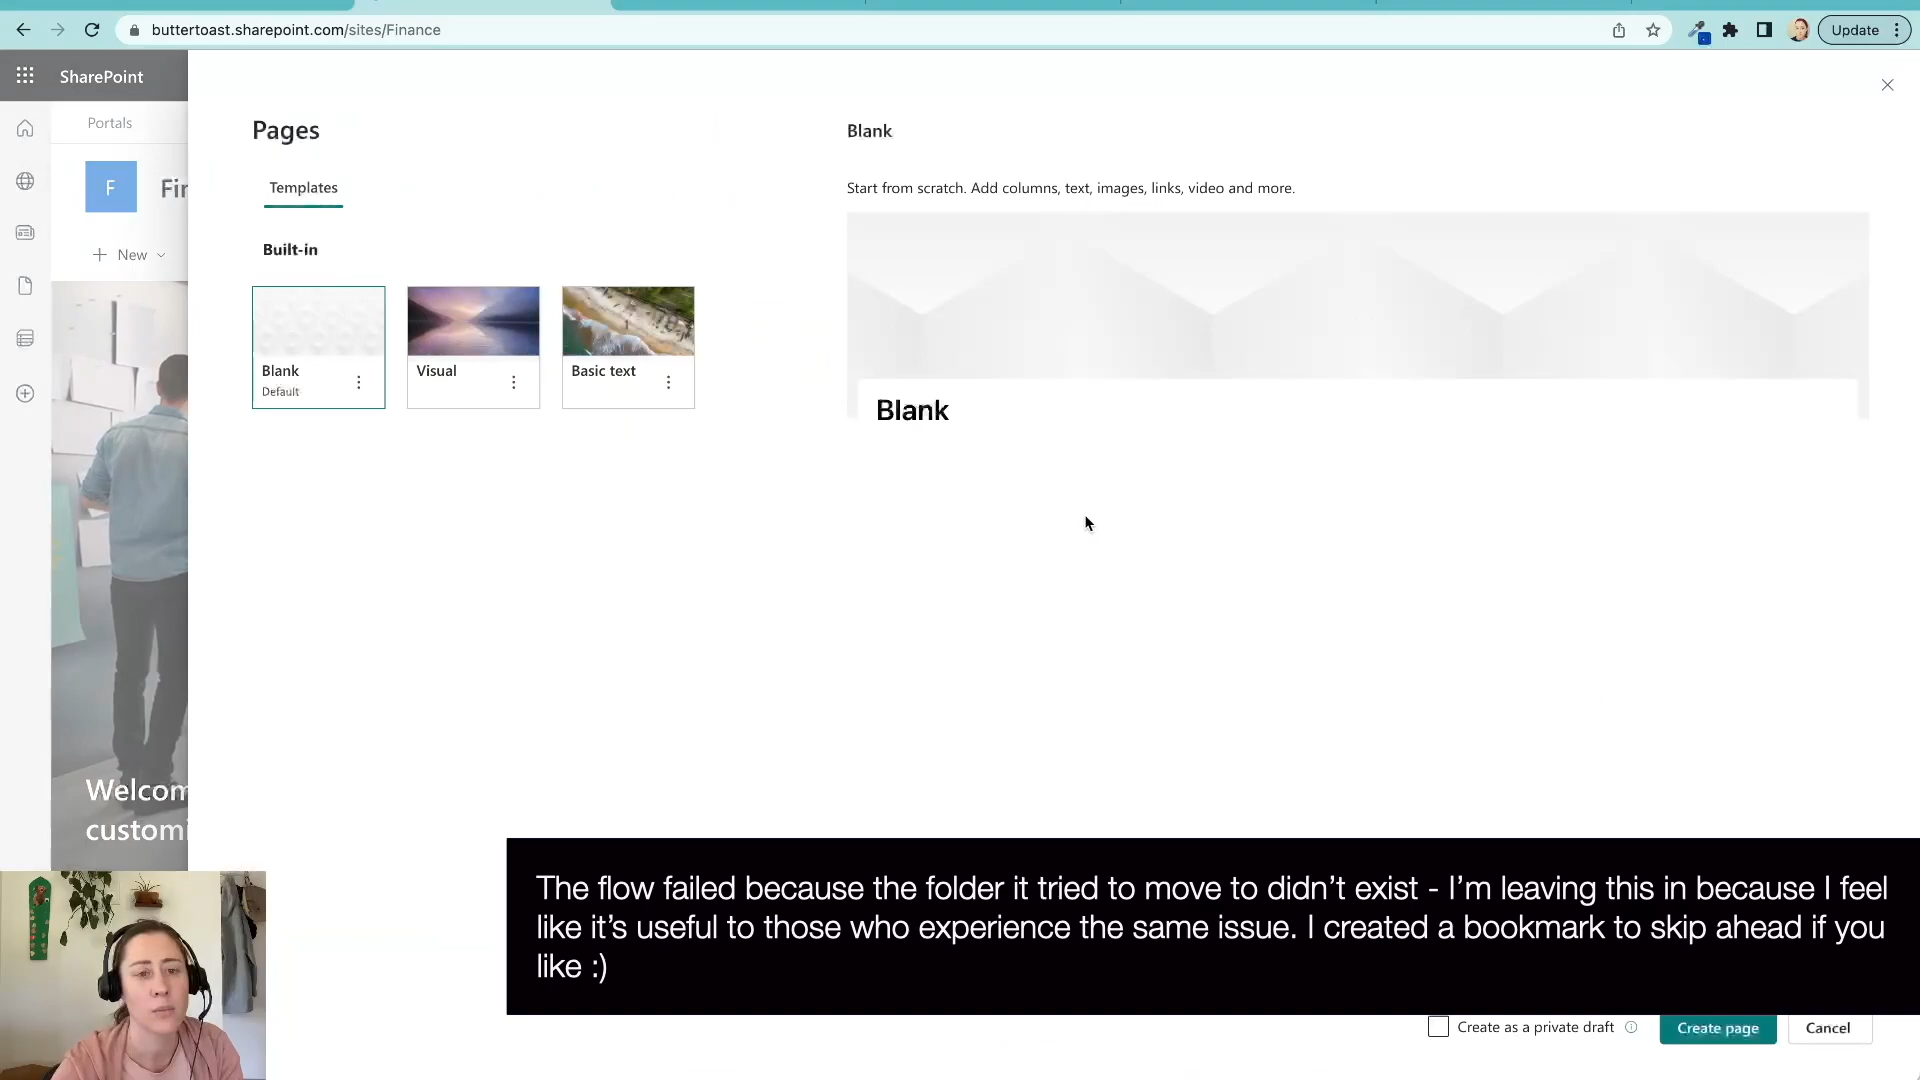 buttertoast.sharepoint.com/sites/Finance
Update
SharePoint
Portals
F
Fin
New
Welcom
customi
Pages
Templates
Built-in
Blank
Default
Visual
Basic text
Blank
Start from scratch. Add columns, text, images, links, video and more.
Blank
The flow failed because the folder it tried to move to didn’t exist - I’m leaving this in because I feel
like it’s useful to those who experience the same issue. I created a bookmark to skip ahead if you
like :)
Create as a private draft
Create page
Cancel